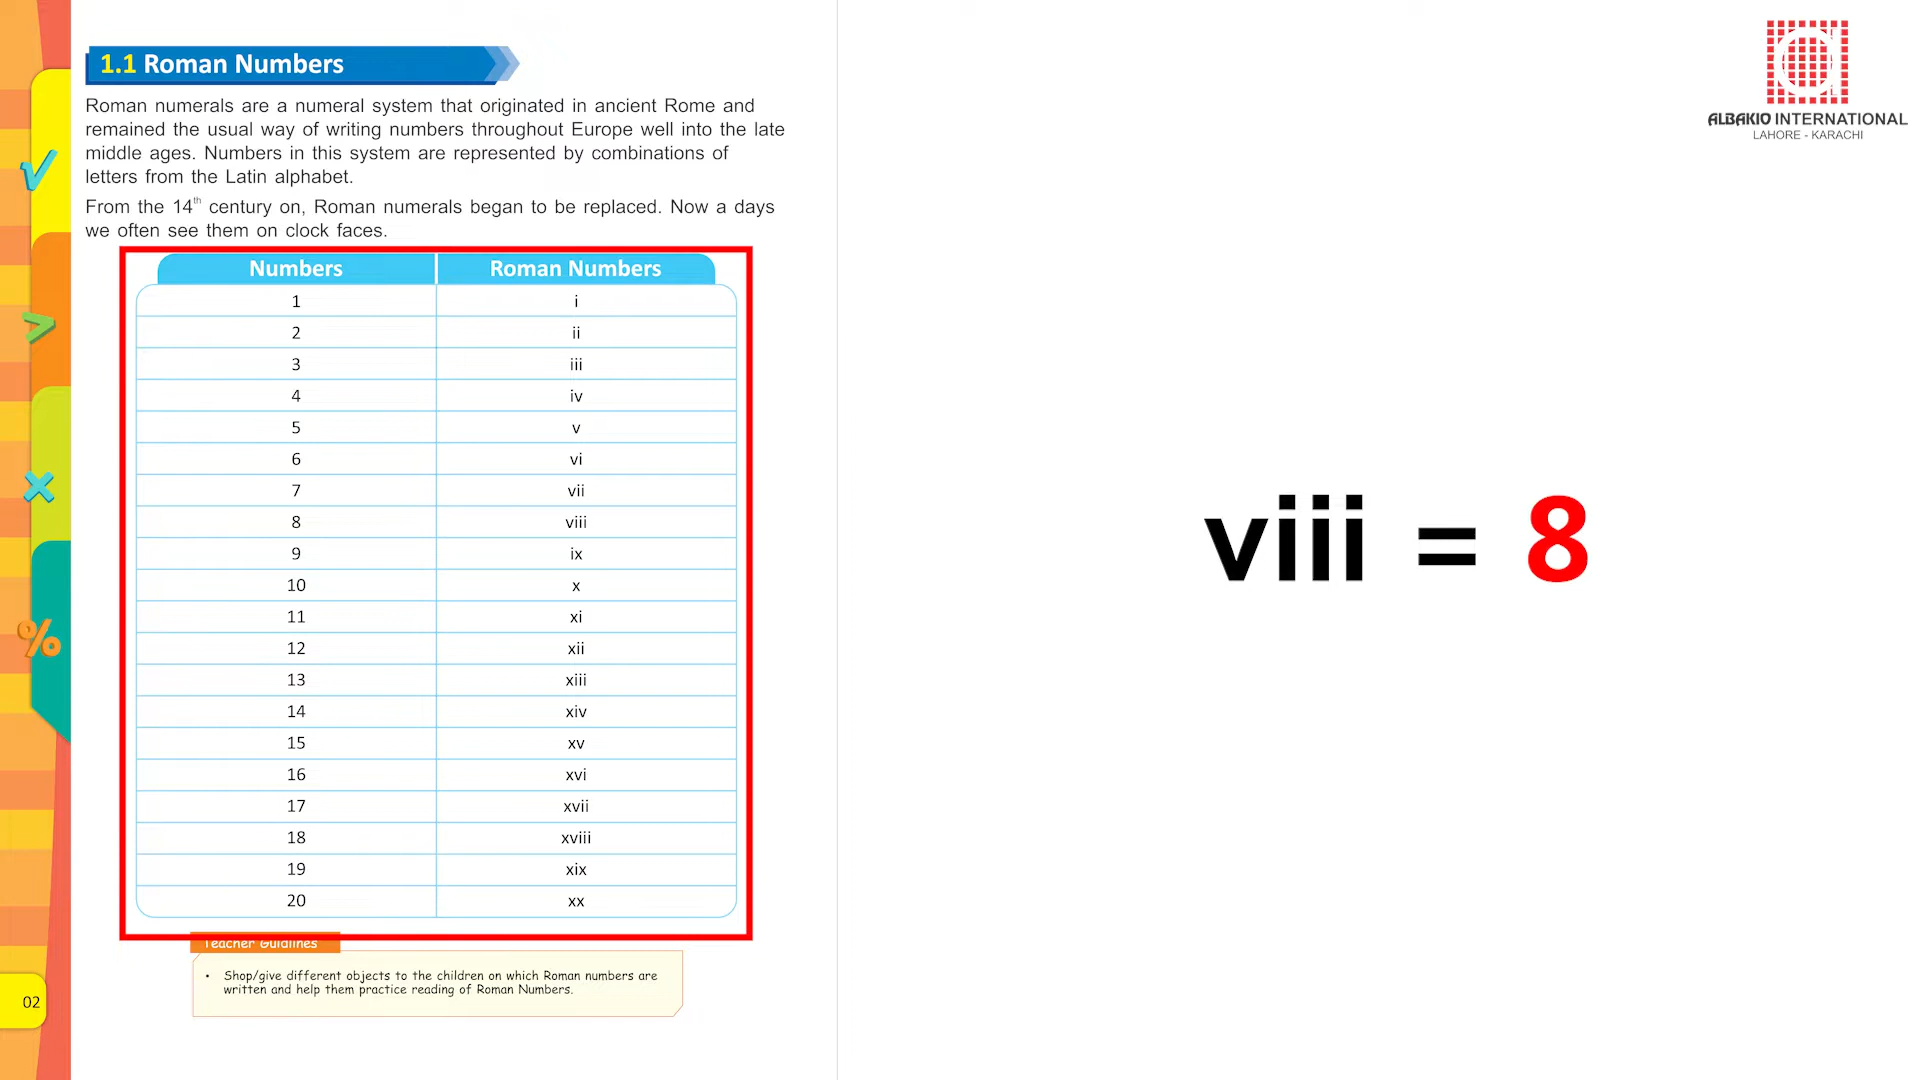 1.1 Roman Numbers
Roman numerals are a numeral system that originated in ancient Rome and
remained the usual way of writing numbers throughout Europe well into the late
middle ages. Numbers in this system are represented by combinations of
letters from the Latin alphabet.
From the 14th century on, Roman numerals began to be replaced. Now a days
we often see them on clock faces.
Numbers Roman Numbers
1 i
2 ii
3 iii
4 iv
5 v
6 vi
7 vii
8 viii
9 ix
10 x
11 xi
12 xii
13 xiii
14 xiv
15 xv
16 xvi
17 xvii
18 xviii
19 xix
20 xx
Teacher Guidlines
• Shop/give different objects to the children on which Roman numbers are
written and help them practice reading of Roman Numbers.
02
√
>
×
%
ALBAKIO INTERNATIONAL
LAHORE - KARACHI
viii = 8